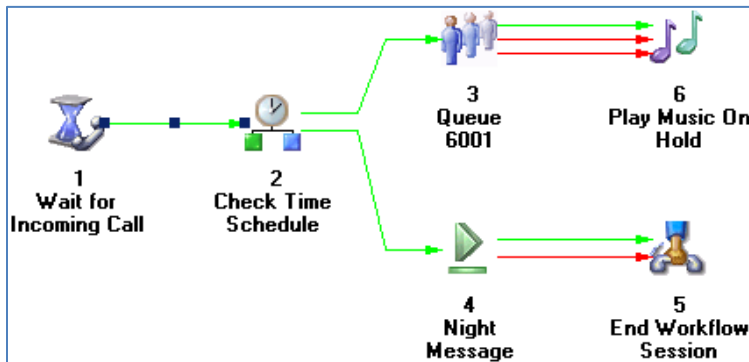 1
Wait for
Incoming Call
2
Check Time
Schedule
3
Queue
6001
6
Play Music On
Hold
4
Night
Message
5
End Workflow
Session